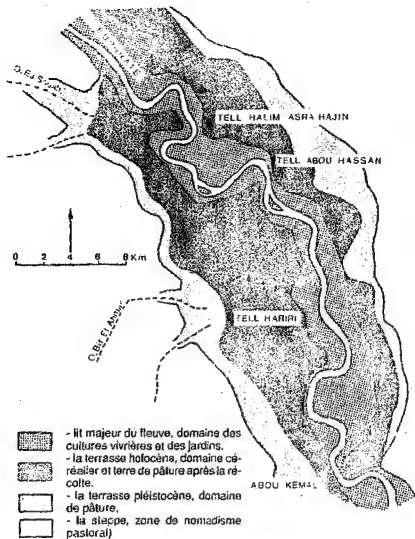 TELL HALIM ASRA HAJIN
TELL ABOU HASSAN
0 2 4 6 8 Km
TELL HARIRI
ABOU KEMAL
- lit majeur du fleuve, domaine des
cultures vivrières et des jardins.
- la terrasse holocène, domaine cé-
réalier et terre de pâture après la ré-
colte.
- la terrasse pléistocène, domaine
de pâture,
- la steppe, zone de nomadisme
pastoral)